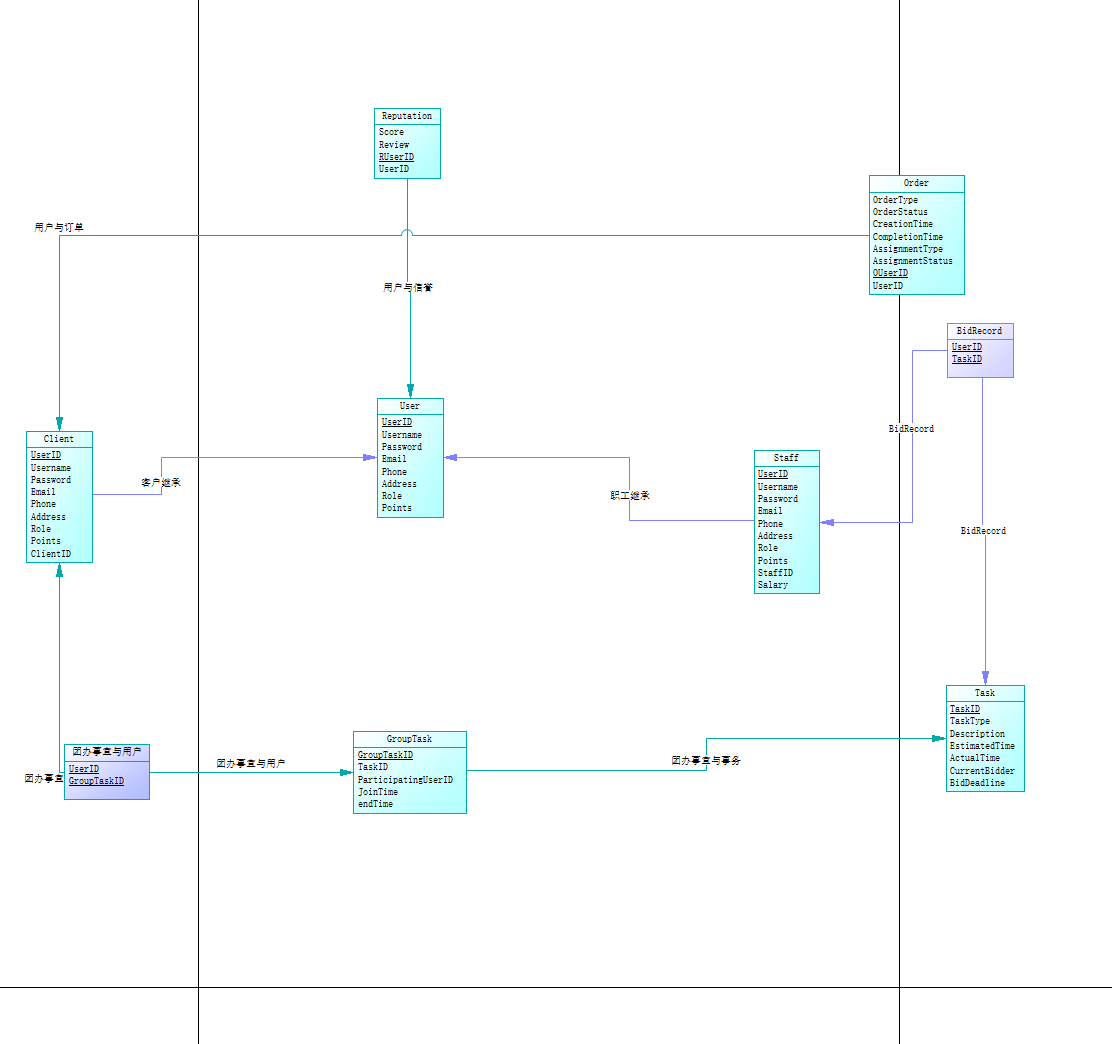 Reputation
Score
Review
RUserID
UserID
Order
OrderType
OrderStatus
CreationTime
CompletionTime
AssignmentType
AssignmentStatus
OUserID
UserID
用户与订单
用户与信誉
BidRecord
UserID
TaskID
User
UserID
Username
Password
Email
Phone
Address
Role
Points
Client
UserID
Username
Password
Email
Phone
Address
Role
Points
ClientID
BidRecord
Staff
UserID
Username
Password
Email
Phone
Address
Role
Points
StaffID
Salary
客户继承
职工继承
BidRecord
Task
TaskID
TaskType
Description
EstimatedTime
ActualTime
CurrentBidder
BidDeadline
团办事宜与用户
UserID
GroupTaskID
团办事宜
团办事宜与用户
GroupTask
GroupTaskID
TaskID
ParticipatingUserID
JoinTime
endTime
团办事宜与事务